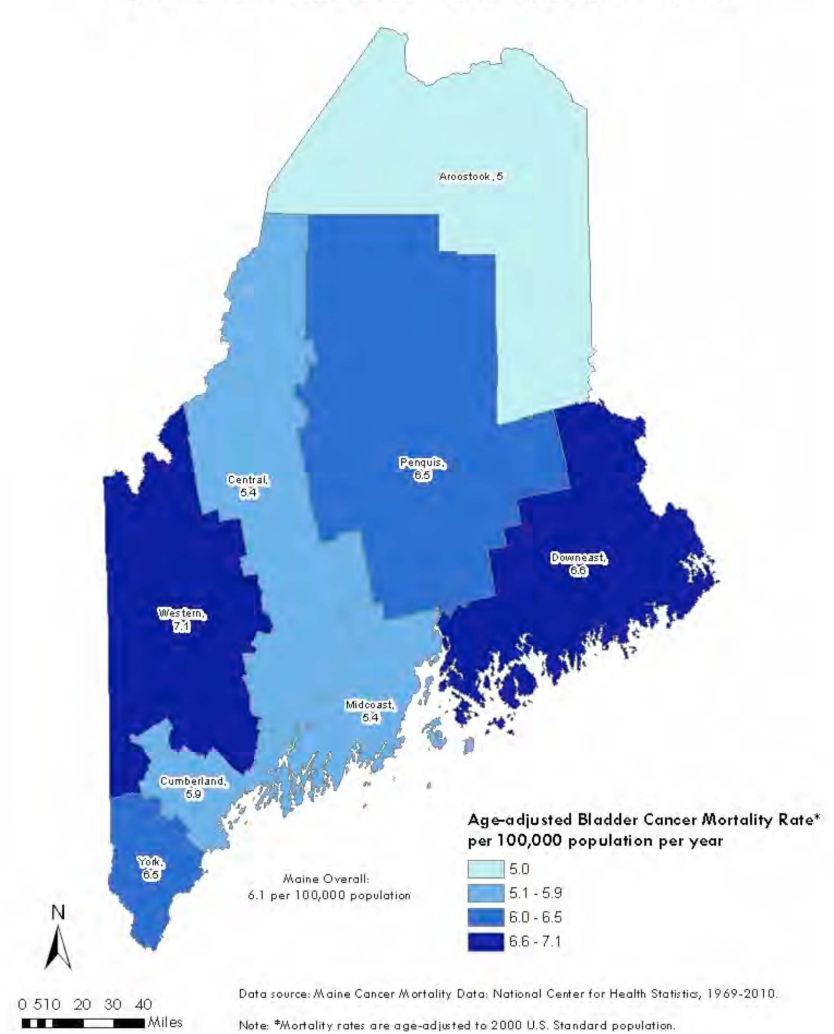 Aroostook, 5
Penquis,
6.5
Central,
5.4
Downeast,
6.6
Western,
7.1
Midcoast,
5.4
Cumberland,
5.9
York,
6.5
Maine Overall:
6.1 per 100,000 population
Age-adjusted Bladder Cancer Mortality Rate*
per 100,000 population per year
5.0
5.1 - 5.9
6.0 - 6.5
6.6 - 7.1
N
0 510 20 30 40
Miles
Data source: Maine Cancer Mortality Data: National Center for Health Statistics, 1969-2010.
Note: *Mortality rates are age-adjusted to 2000 U.S. Standard population.